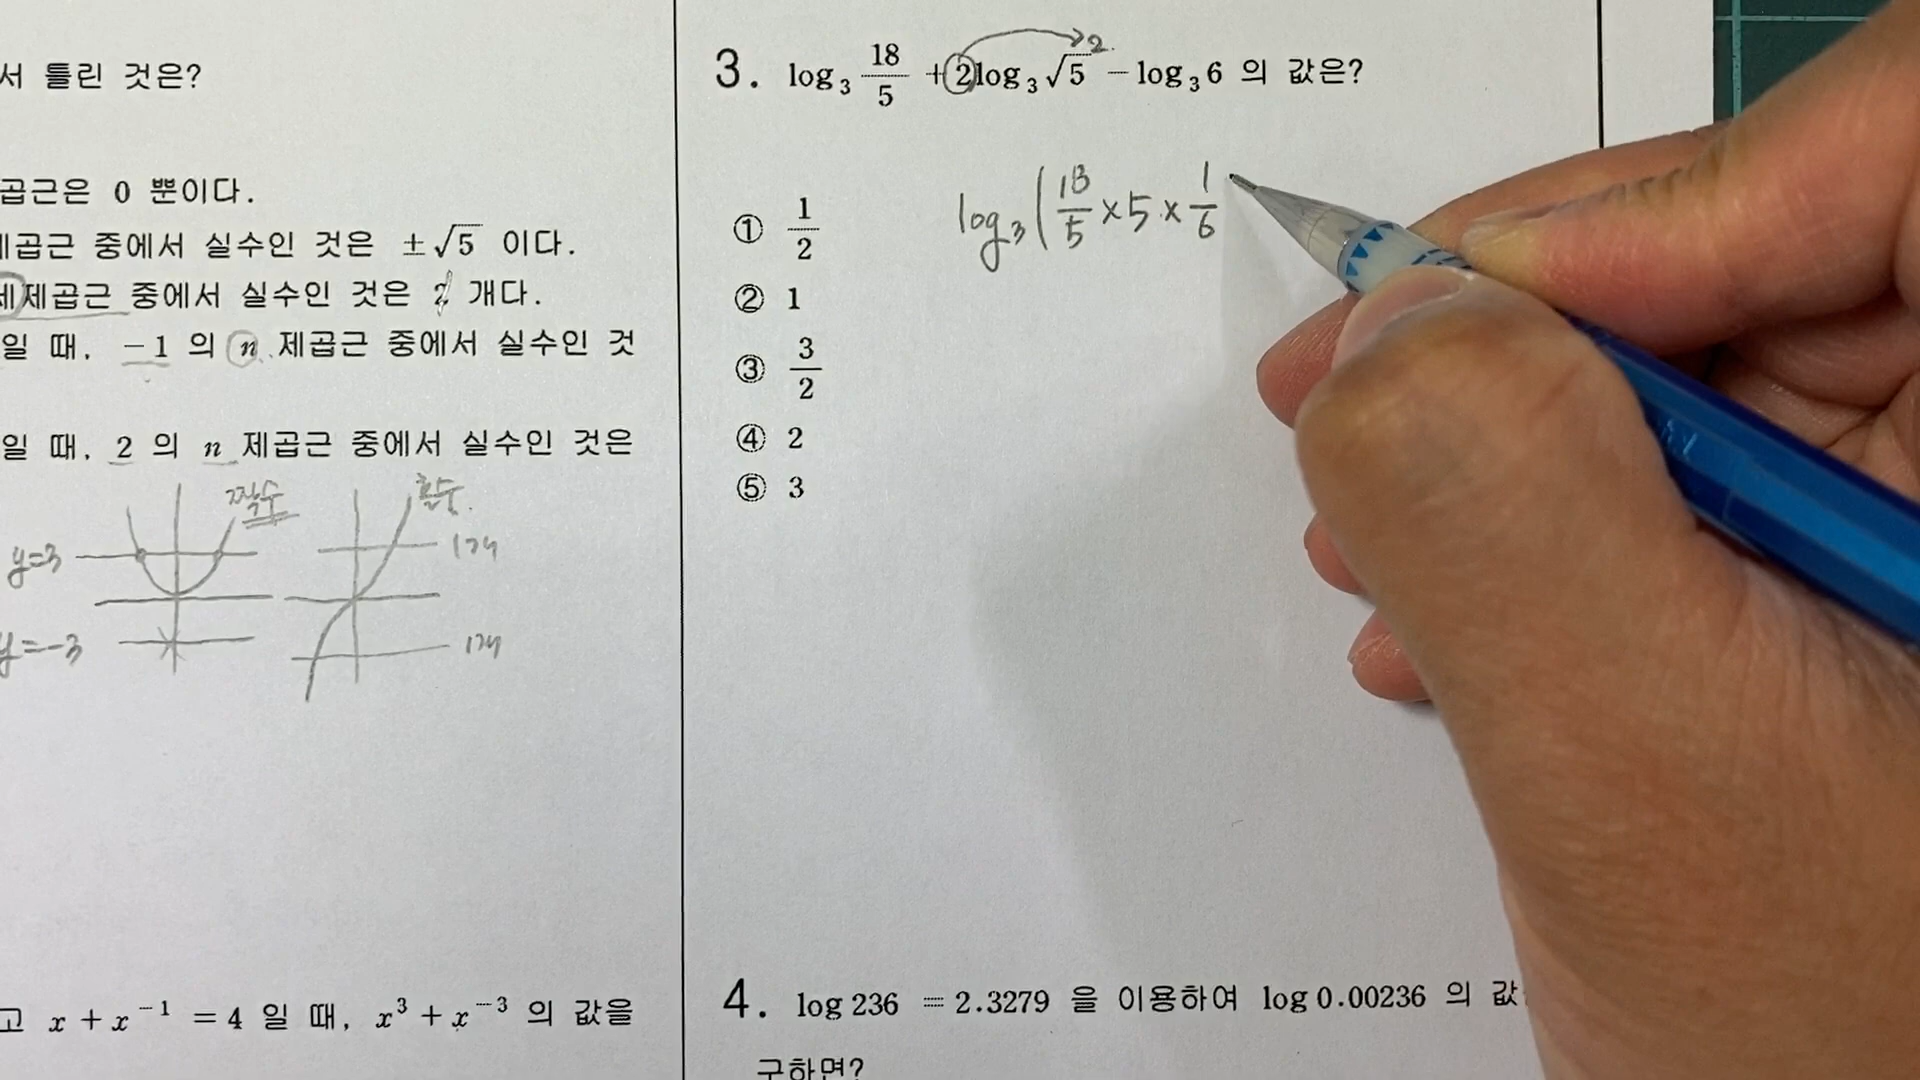 서 틀린 것은?
곱근은 0 뿐이다.
제곱근 중에서 실수인 것은 ±√5 이다.
제곱근 중에서 실수인 것은 개다.
일 때, -1 의 n 제곱근 중에서 실수인 것
일 때, 2 의 n 제곱근 중에서 실수인 것은
짝수
홀수
y=3
1개
y=-3
1개
고 x + x⁻¹ = 4 일 때, x³ + x⁻³ 의 값을
3. log₃ 18/5 + 2log₃ √5 - log₃ 6 의 값은?
2
log₃ (18/5 × 5 × 1/6
① 1/2
② 1
③ 3/2
④ 2
⑤ 3
4. log 236 = 2.3279 을 이용하여 log 0.00236 의 값
구하면?